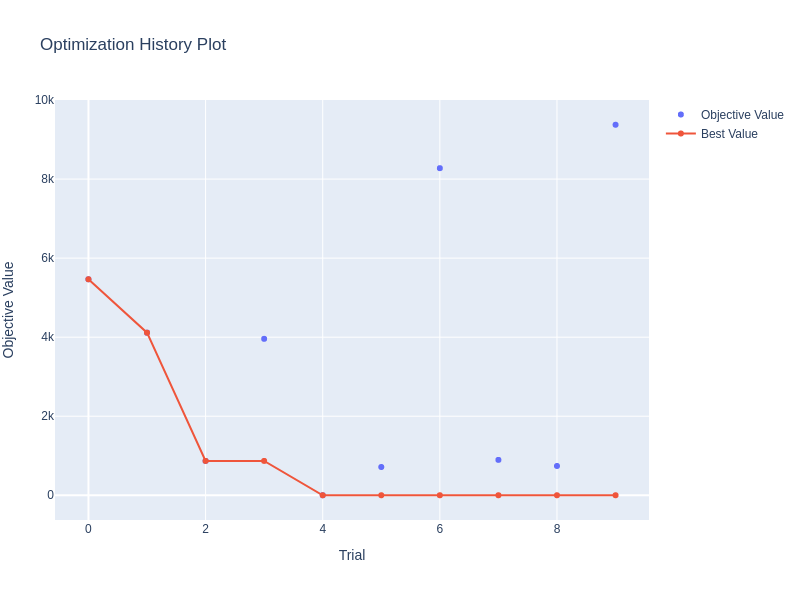 Optimization History Plot
10k
8k
6k
4k
2k
0
Objective Value
0 2 4 6 8
Trial
Objective Value
Best Value